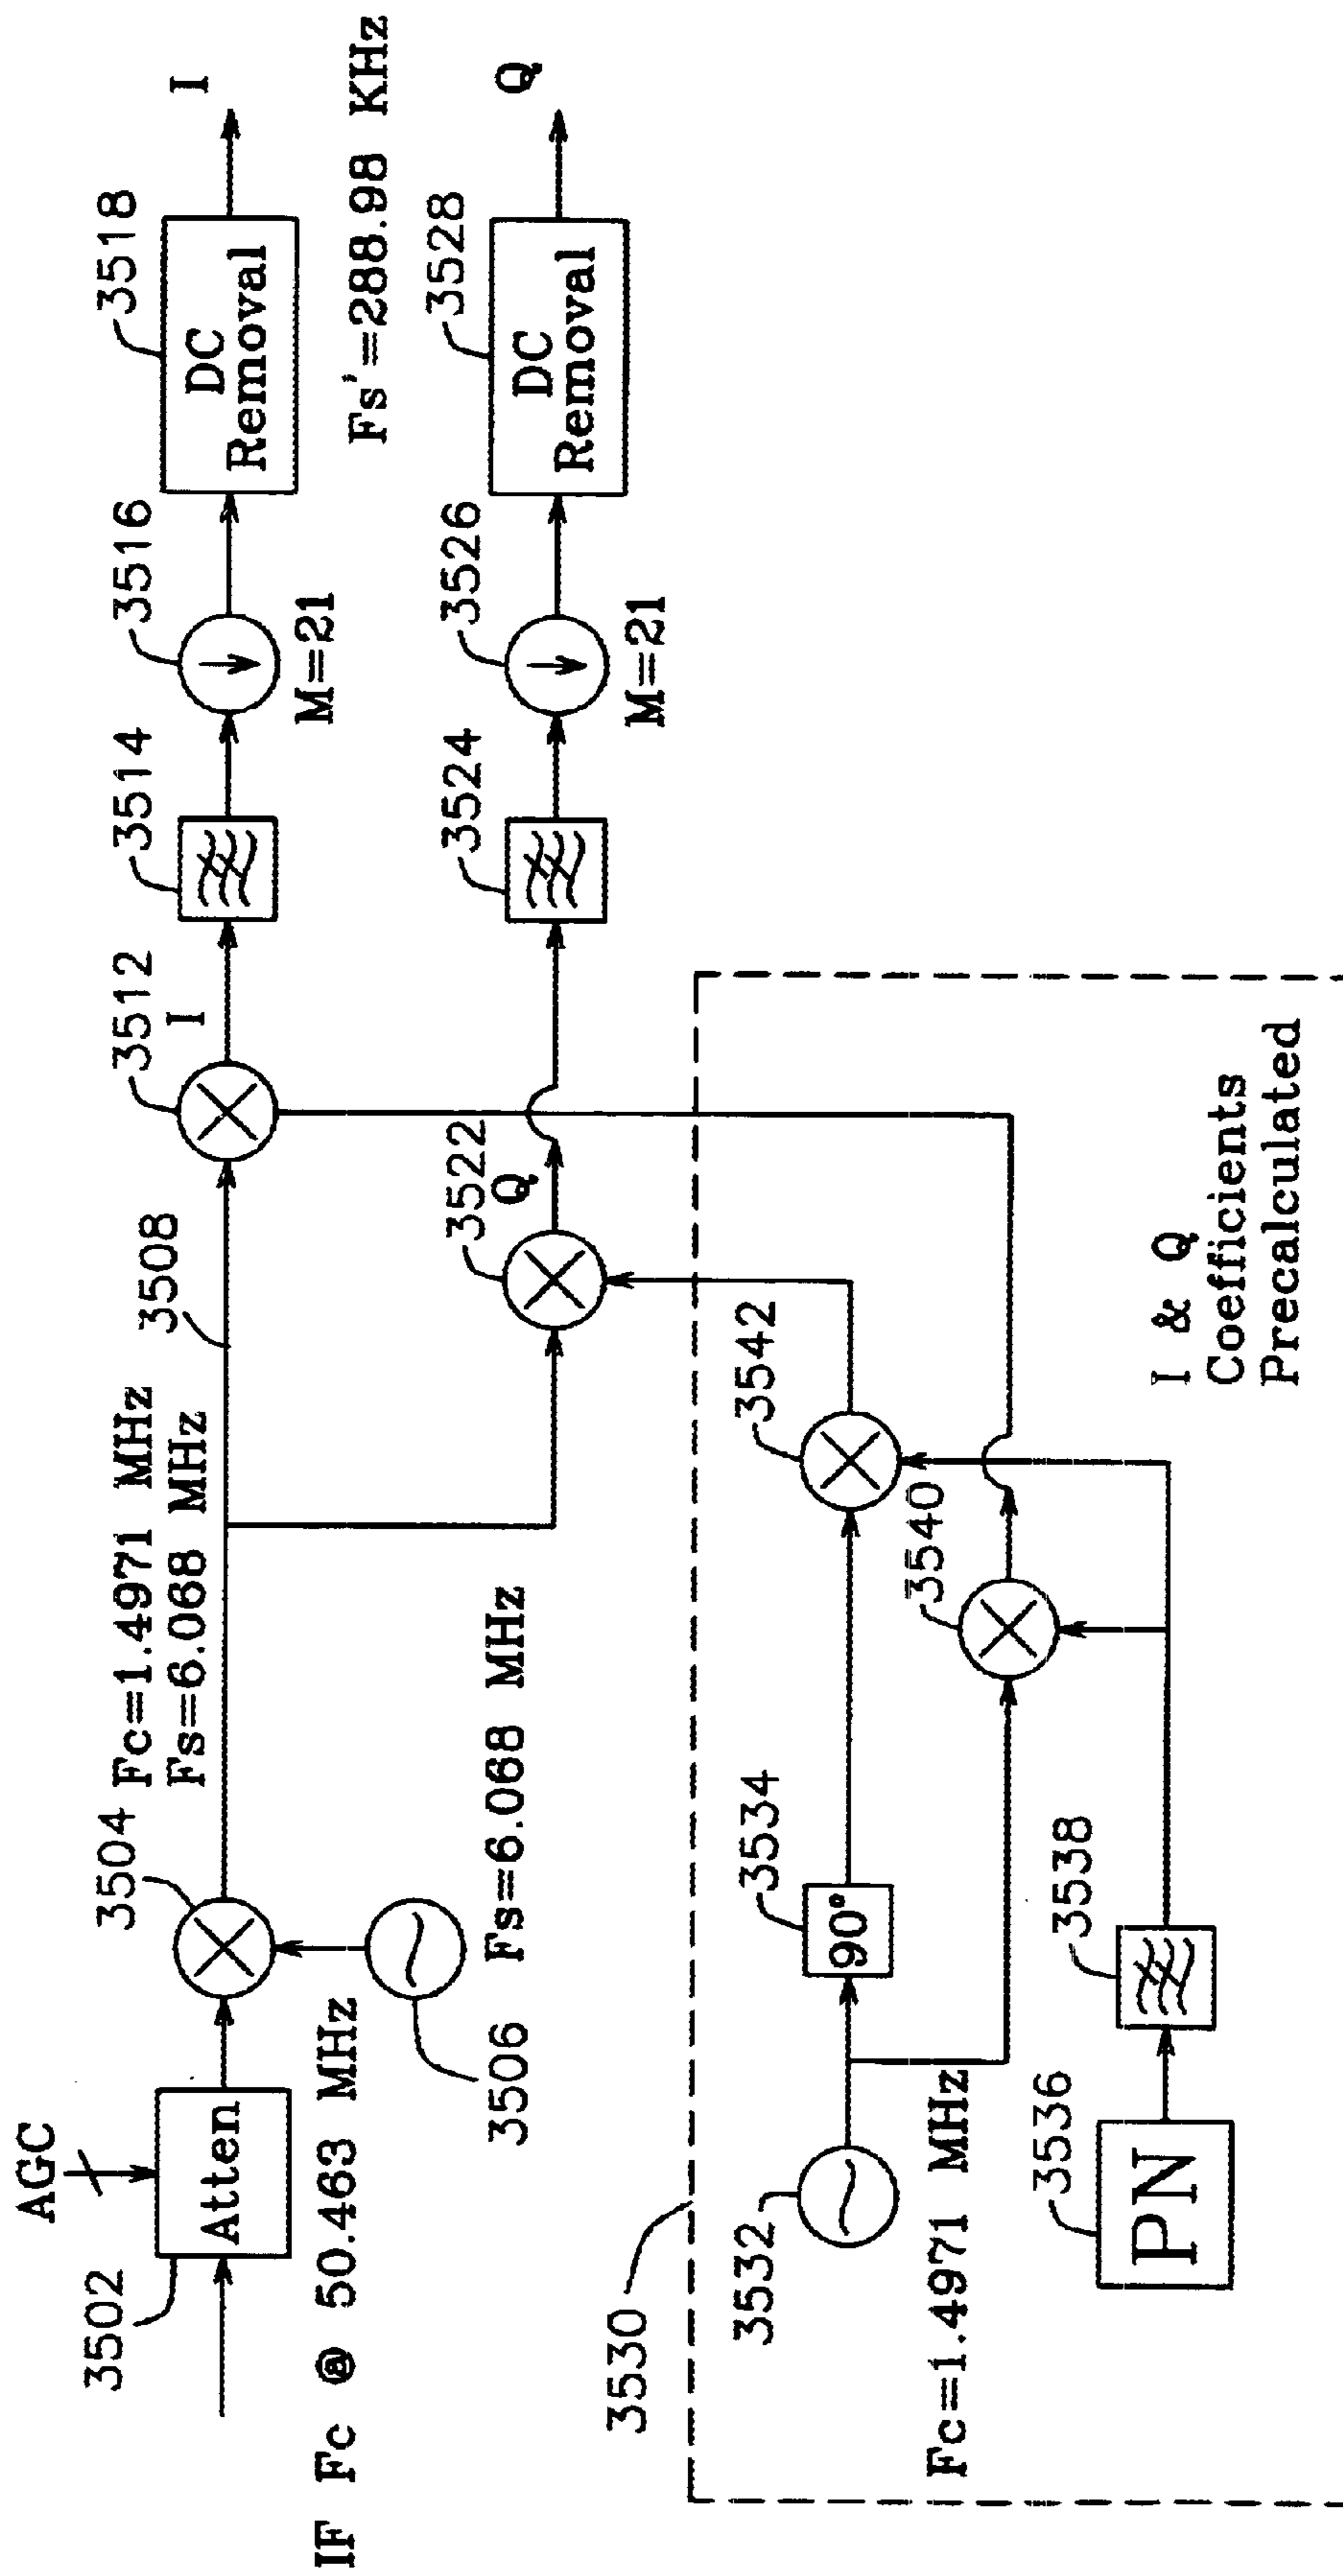 AGC
3502
Atten
IF Fc @ 50.463 MHz
3504
3506
Fs=6.068 MHz
Fc=1.4971 MHz
Fs=6.068 MHz
3508
3512
I
3514
3516
M=21
3518
DC
Removal
I
Fs'=288.98 KHz
3522
Q
3524
3526
M=21
3528
DC
Removal
Q
3530
3532
Fc=1.4971 MHz
3534
90°
3536
PN
3538
3540
3542
I & Q
Coefficients
Precalculated